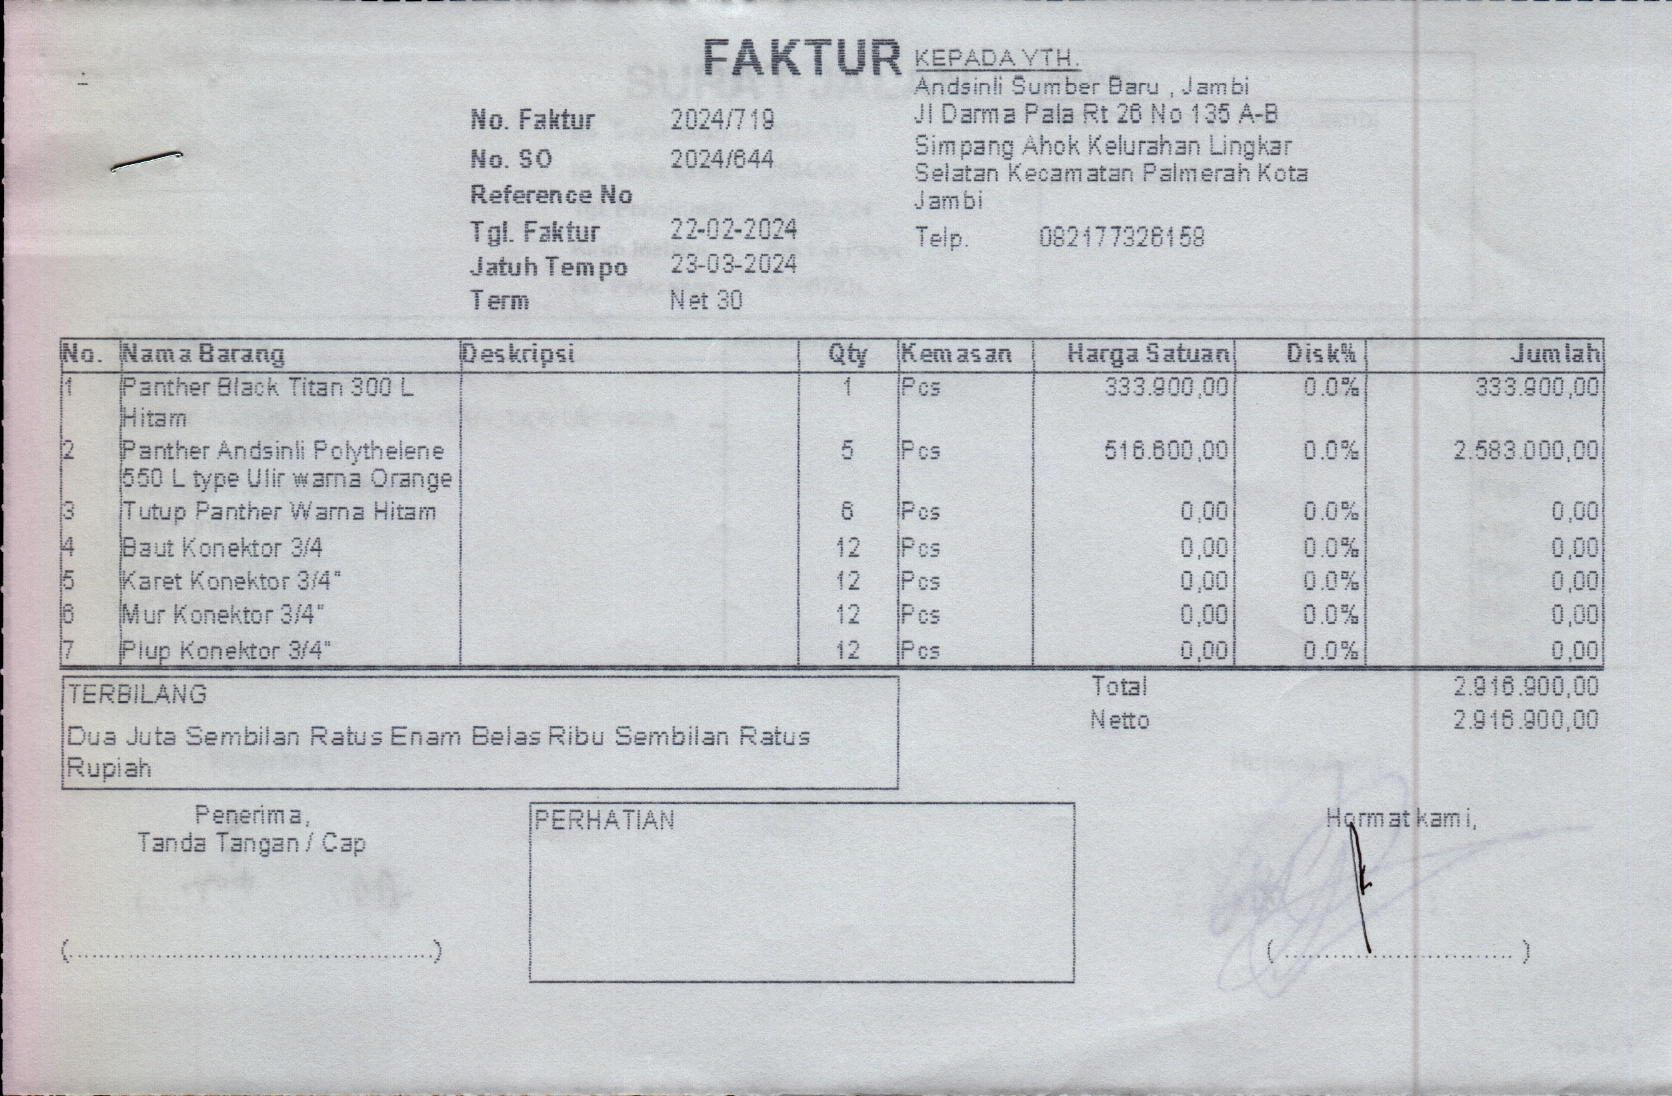 FAKTUR
No. Faktur 2024/719
No. SO 2024/644
Reference No
Tgl. Faktur 22-02-2024
Jatuh Tempo 23-03-2024
Term Net 30
KEPADA YTH.
Andsinli Sumber Baru , Jambi
Jl Darma Pala Rt 26 No 135 A-B
Simpang Ahok Kelurahan Lingkar
Selatan Kecamatan Palmerah Kota
Jambi
Telp. 082177326158
No. Nama Barang Deskripsi Qty Kemasan Harga Satuan Disk% Jumlah
1 Panther Black Titan 300 L 1 Pcs 333.900,00 0.0% 333.900,00
Hitam
2 Panther Andsinli Polythelene 5 Pcs 516.600,00 0.0% 2.583.000,00
550 L type Ulir warna Orange
3 Tutup Panther Warna Hitam 6 Pcs 0,00 0.0% 0,00
4 Baut Konektor 3/4 12 Pcs 0,00 0.0% 0,00
5 Karet Konektor 3/4" 12 Pcs 0,00 0.0% 0,00
6 Mur Konektor 3/4" 12 Pcs 0,00 0.0% 0,00
7 Plup Konektor 3/4" 12 Pcs 0,00 0.0% 0,00
Total 2.916.900,00
Netto 2.916.900,00
TERBILANG
Dua Juta Sembilan Ratus Enam Belas Ribu Sembilan Ratus
Rupiah
Penerima,
Tanda Tangan / Cap
(................................................)
PERHATIAN
Hormat kami,
(.............................. )